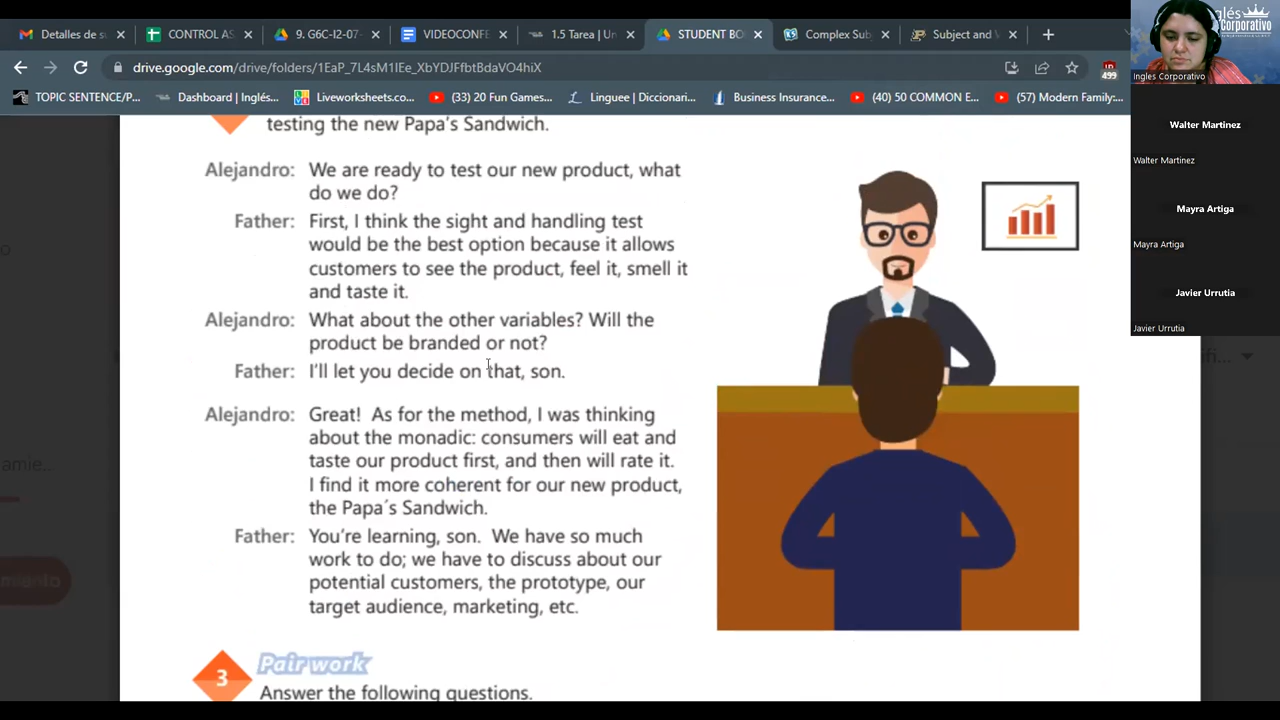 Detalles de su
CONTROL AS
9. G6C-I2-07-
VIDEOCONFE
1.5 Tarea | Un
STUDENT BO
Complex Sub
Subject and V
drive.google.com/drive/folders/1EaP_7L4sM1IEe_XbYDJFfbtBdaVO4hiX
499
TOPIC SENTENCE/P...
Dashboard | Inglés...
Liveworksheets.co...
(33) 20 Fun Games...
Linguee | Diccionari...
Business Insurance...
(40) 50 COMMON E...
(57) Modern Family:...
Inglés
Corporativo
Ingles Corporativo
Walter Martinez
Walter Martinez
Mayra Artiga
Mayra Artiga
Javier Urrutia
Javier Urrutia
testing the new Papa's Sandwich.
Alejandro: We are ready to test our new product, what
do we do?
Father: First, I think the sight and handling test
would be the best option because it allows
customers to see the product, feel it, smell it
and taste it.
Alejandro: What about the other variables? Will the
product be branded or not?
Father: I'll let you decide on that, son.
Alejandro: Great! As for the method, I was thinking
about the monadic: consumers will eat and
taste our product first, and then will rate it.
I find it more coherent for our new product,
the Papa´s Sandwich.
Father: You're learning, son. We have so much
work to do; we have to discuss about our
potential customers, the prototype, our
target audience, marketing, etc.
3
Pair work
Answer the following questions.